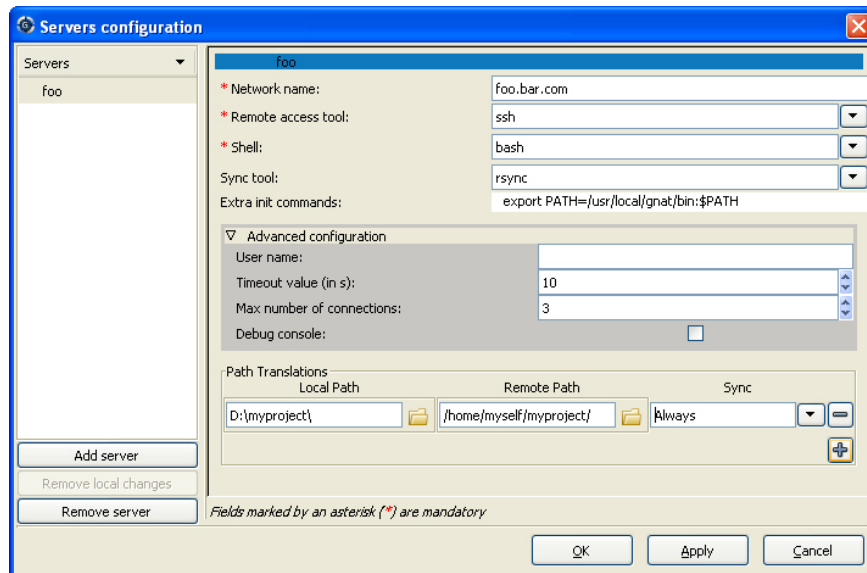 Servers configuration
Servers
foo
foo
* Network name: foo.bar.com
* Remote access tool: ssh
* Shell: bash
Sync tool: rsync
Extra init commands: export PATH=/usr/local/gnat/bin:$PATH
Advanced configuration
User name:
Timeout value (in s): 10
Max number of connections: 3
Debug console:
Path Translations
Local Path Remote Path Sync
D:\myproject\ /home/myself/myproject/ Always
Add server
Remove local changes
Remove server
Fields marked by an asterisk (*) are mandatory
OK Apply Cancel